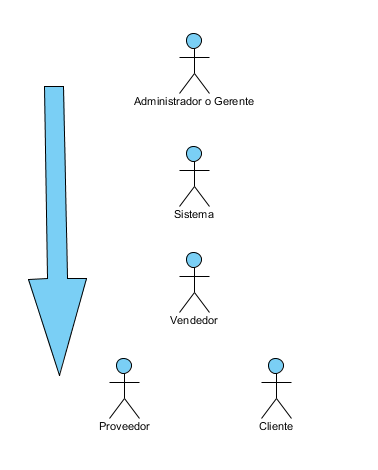 Administrador o Gerente
Sistema
Vendedor
Proveedor
Cliente